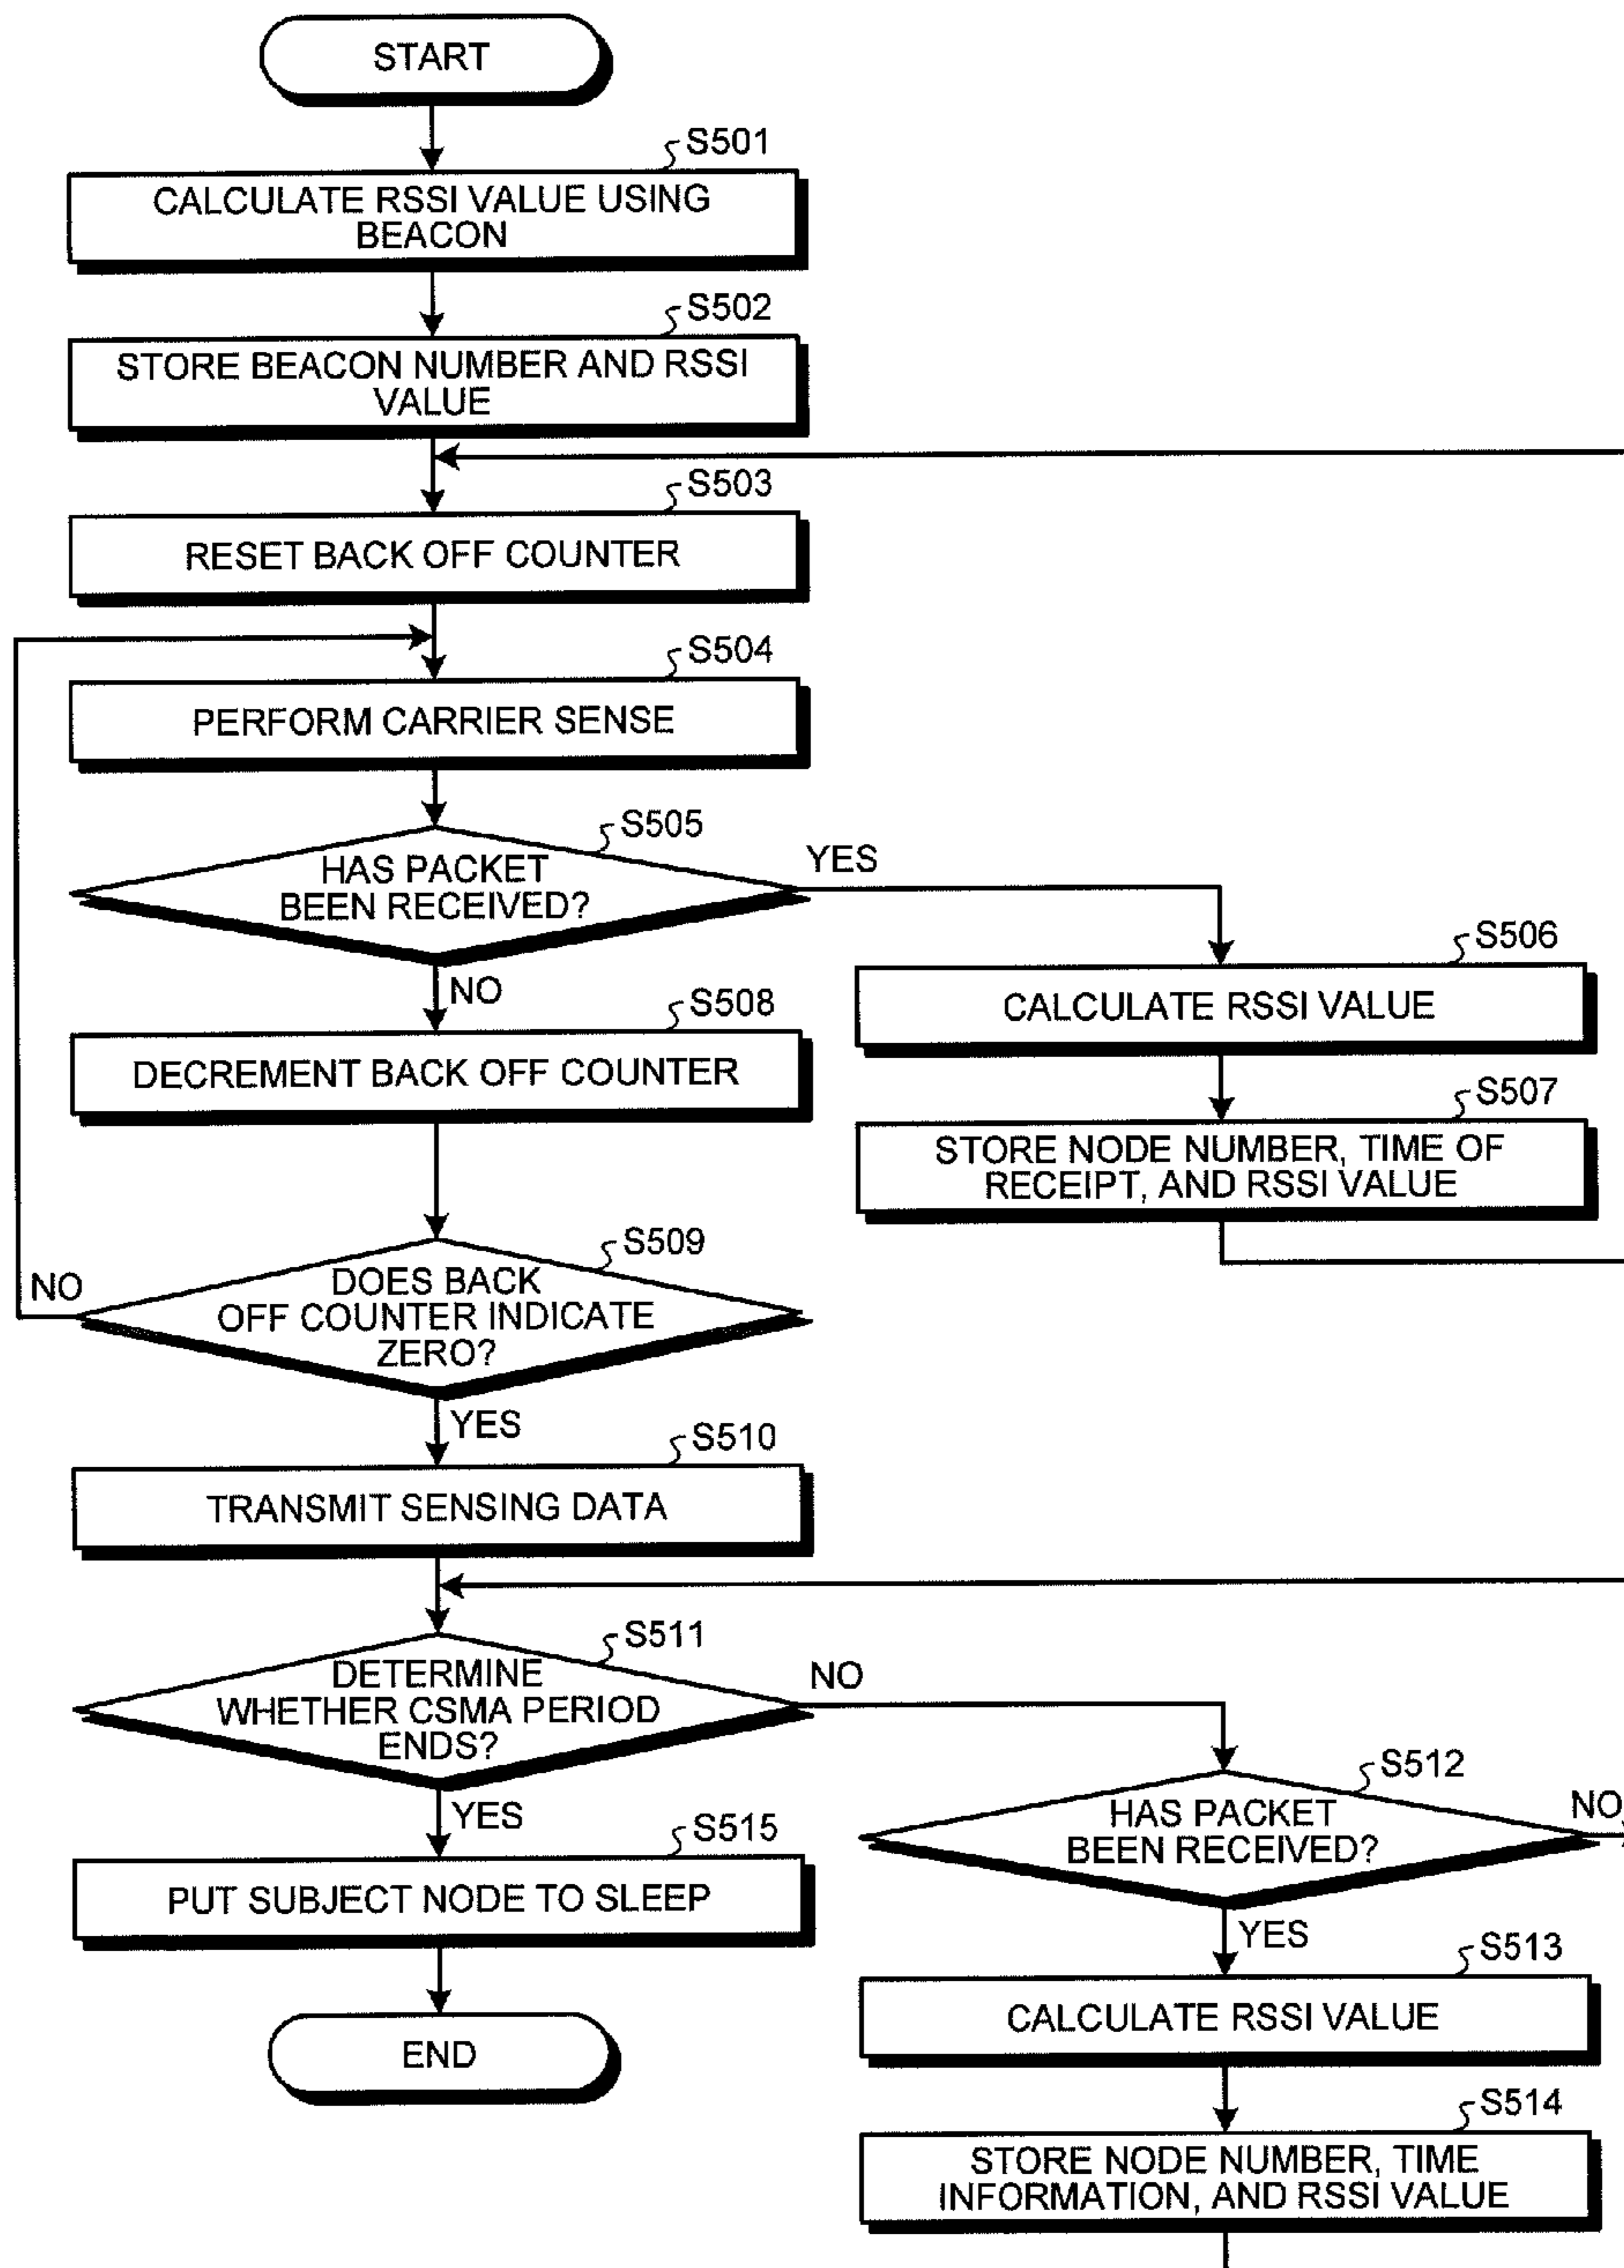 START
S501
CALCULATE RSSI VALUE USING
BEACON
S502
STORE BEACON NUMBER AND RSSI
VALUE
S503
RESET BACK OFF COUNTER
S504
PERFORM CARRIER SENSE
S505
HAS PACKET
BEEN RECEIVED?
YES
NO
S506
CALCULATE RSSI VALUE
S507
STORE NODE NUMBER, TIME OF
RECEIPT, AND RSSI VALUE
S508
DECREMENT BACK OFF COUNTER
S509
DOES BACK
OFF COUNTER INDICATE
ZERO?
NO
YES
S510
TRANSMIT SENSING DATA
S511
DETERMINE
WHETHER CSMA PERIOD
ENDS?
NO
YES
S512
HAS PACKET
BEEN RECEIVED?
NO
YES
S513
CALCULATE RSSI VALUE
S514
STORE NODE NUMBER, TIME
INFORMATION, AND RSSI VALUE
S515
PUT SUBJECT NODE TO SLEEP
END